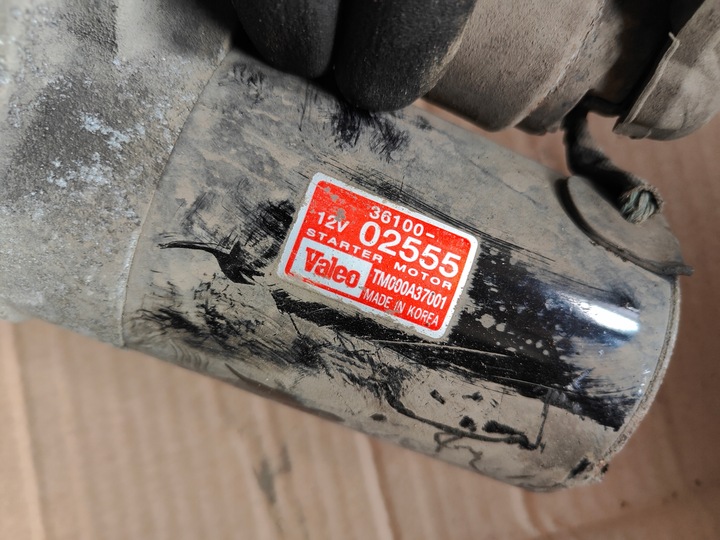 36100-
12V 02555
STARTER MOTOR
Valeo TM000A37001
MADE IN KOREA